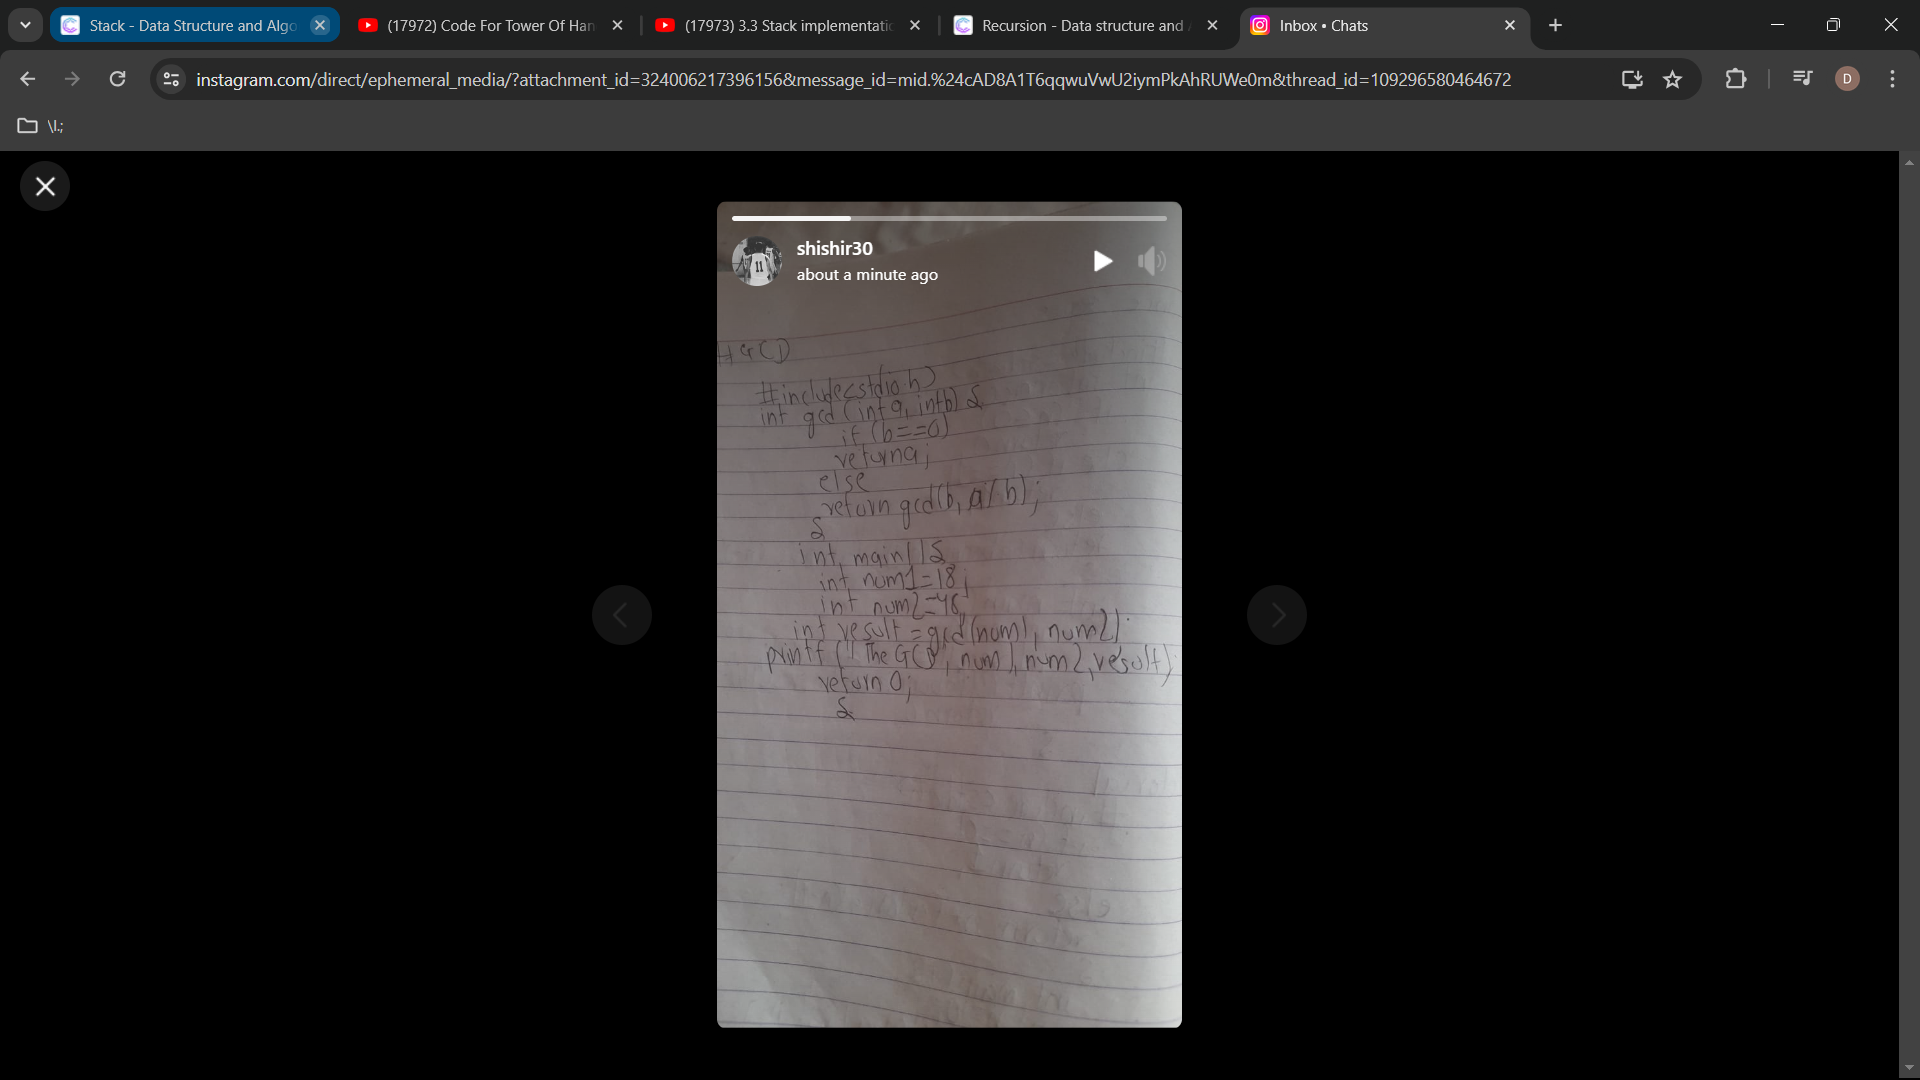 Stack - Data Structure and Algo
(17972) Code For Tower Of Han
(17973) 3.3 Stack implementatio
Recursion - Data structure and A
Inbox • Chats
instagram.com/direct/ephemeral_media/?attachment_id=324006217396156&message_id=mid.%24cAD8A1T6qqwuVwU2iymPkAhRUWe0m&thread_id=109296580464672
D
\l.;
shishir30
about a minute ago
11
# GCD
#include<stdio.h)
int gcd (int a, int b) {
if (b==0)
return a;
else
return gcd(b, a/b);
}
int main() {
int num1=18;
int num2=48;
int result = gcd(num1, num2);
printf ("The GCD", num1, num2, result);
return 0;
}